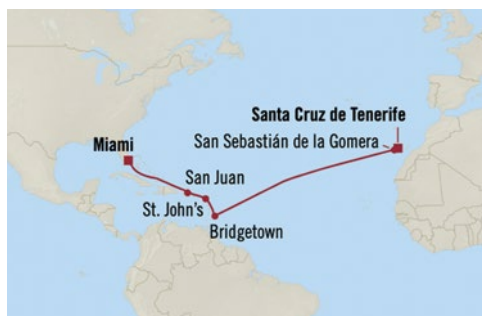 Santa Cruz de Tenerife
San Sebastián de la Gomera
Miami
San Juan
St. John's
Bridgetown